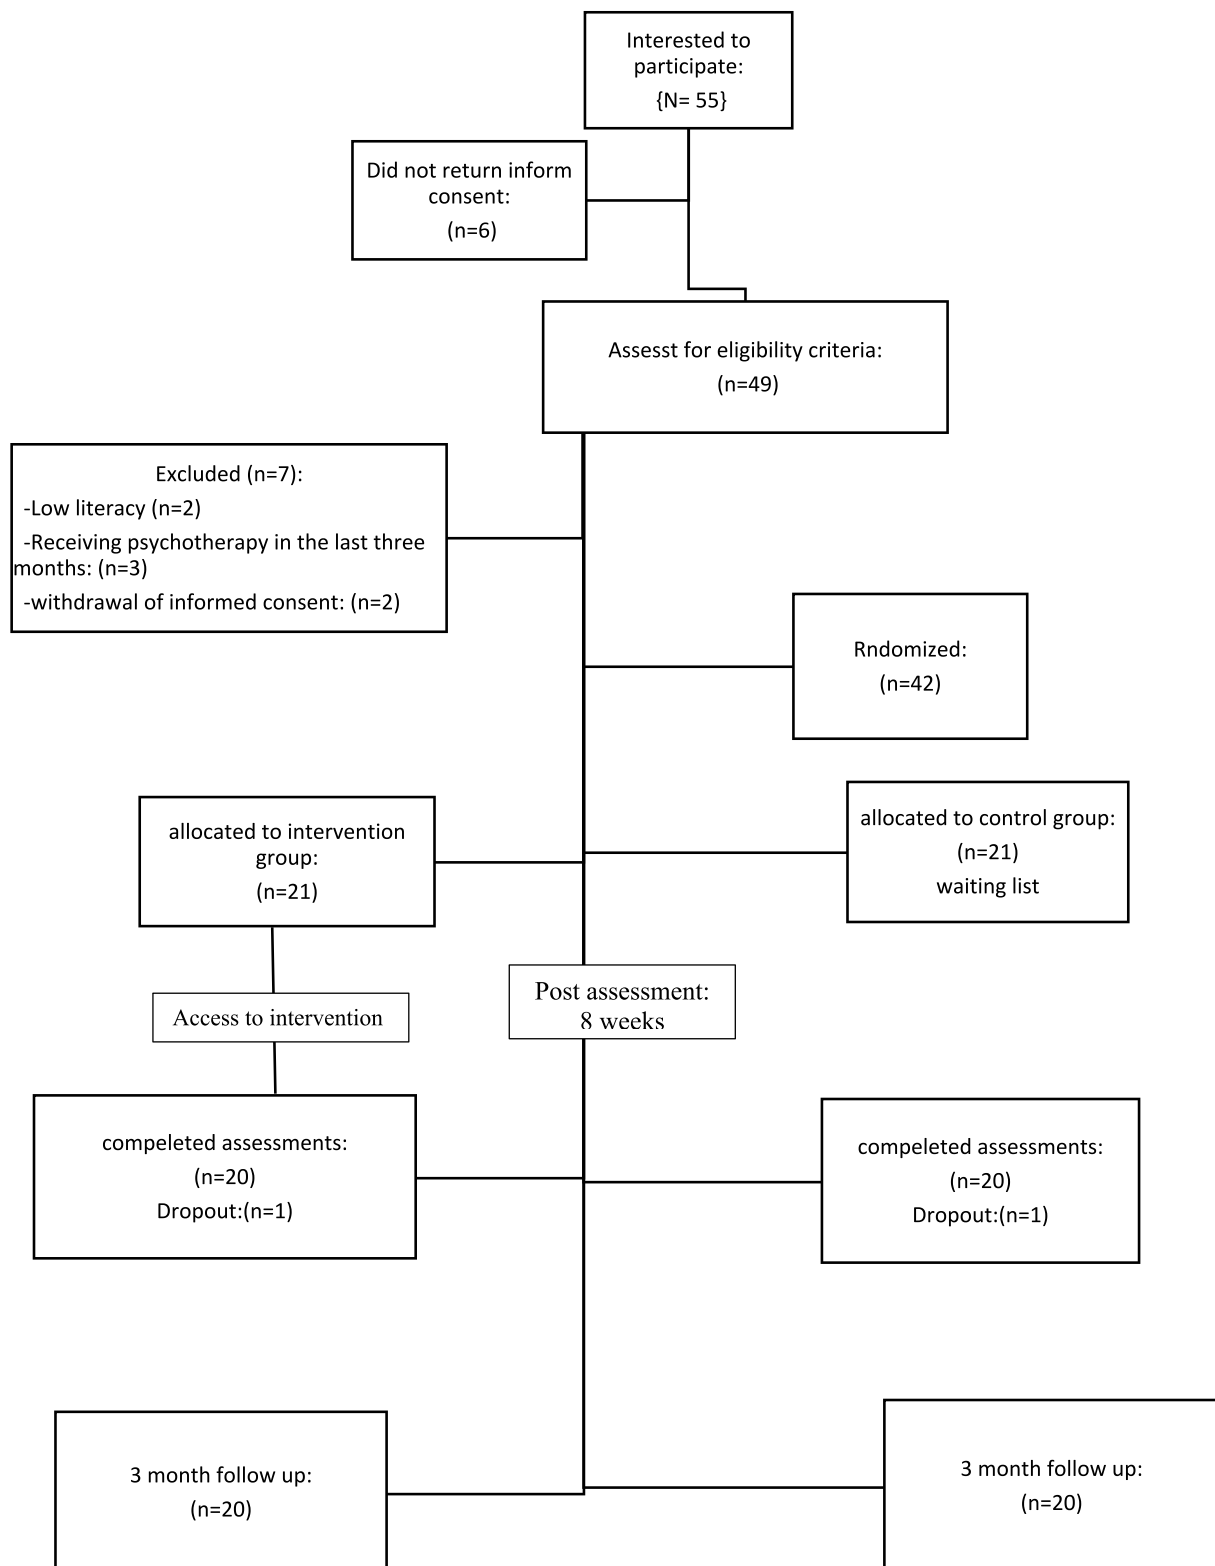 Interested to
participate:
{N= 55}
Did not return inform
consent:
(n=6)
Assesst for eligibility criteria:
(n=49)
Excluded (n=7):
-Low literacy (n=2)
-Receiving psychotherapy in the last three
months: (n=3)
-withdrawal of informed consent: (n=2)
Rndomized:
(n=42)
allocated to intervention
group:
(n=21)
allocated to control group:
(n=21)
waiting list
Access to intervention
Post assessment:
8 weeks
compeleted assessments:
(n=20)
Dropout:(n=1)
compeleted assessments:
(n=20)
Dropout:(n=1)
3 month follow up:
(n=20)
3 month follow up:
(n=20)